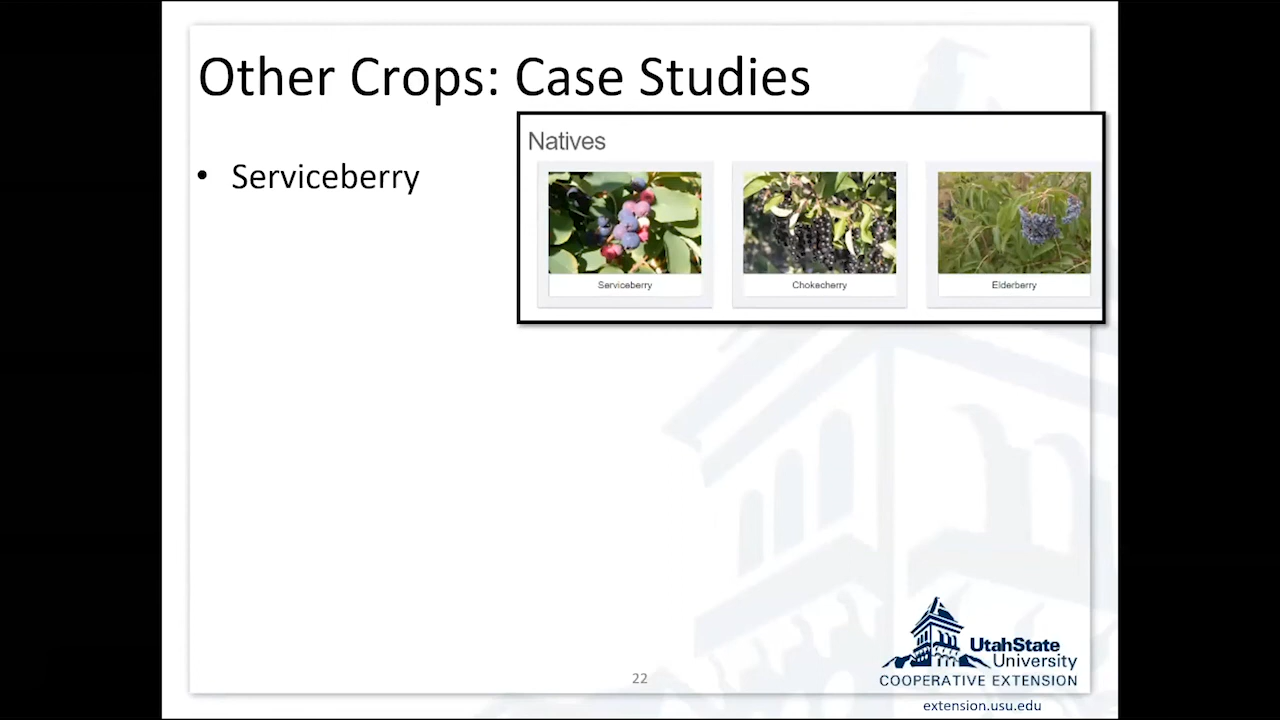 Other Crops: Case Studies
• Serviceberry
Natives
Serviceberry
Chokecherry
Elderberry
22
UtahState
University
COOPERATIVE EXTENSION
extension.usu.edu